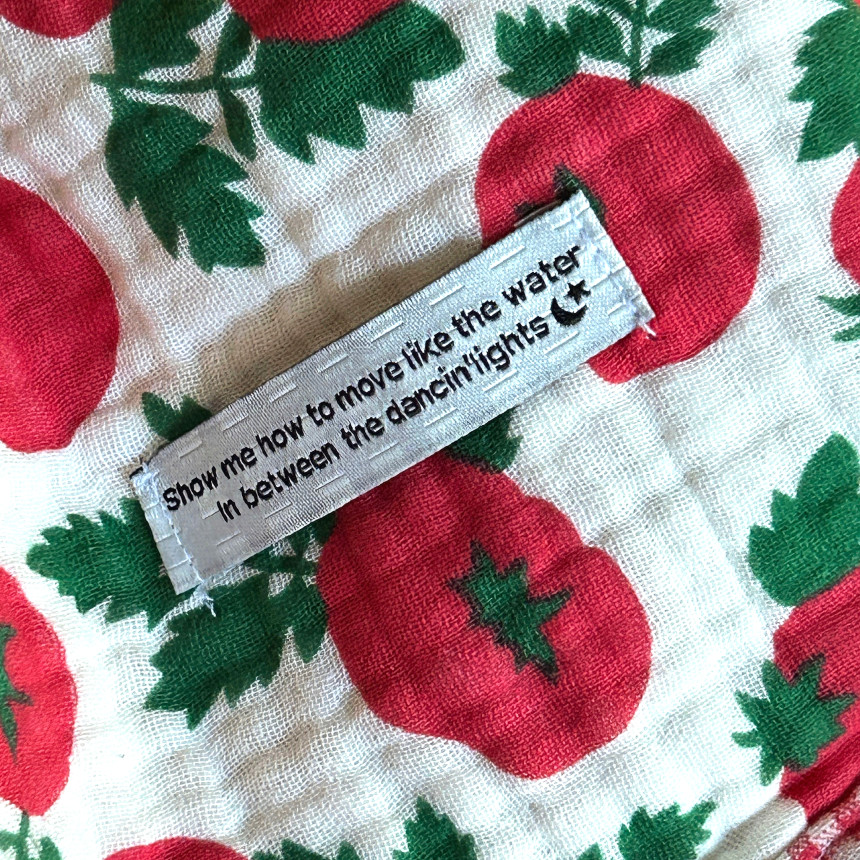 Show me how to move like the water
In between the dancin' lights